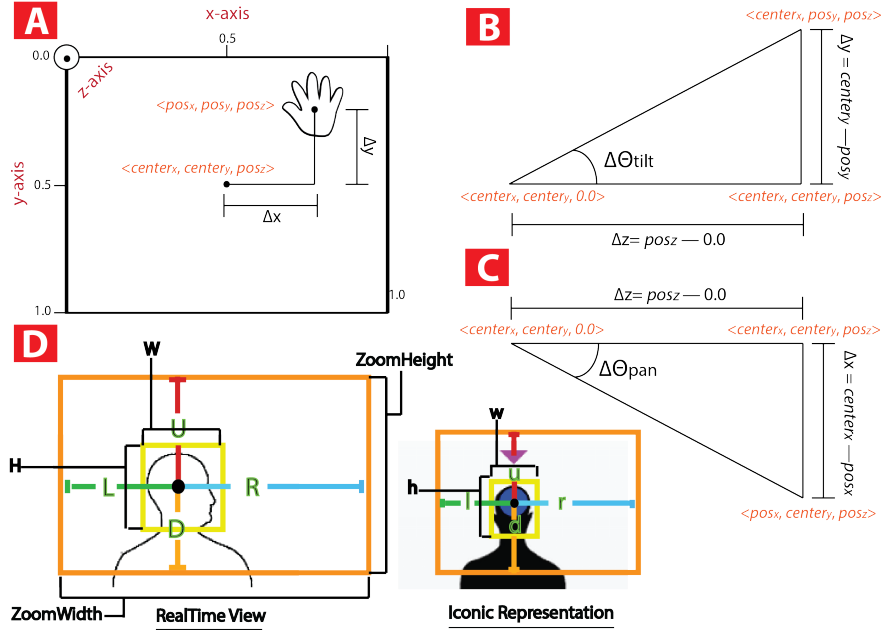 A
x-axis
0.5
0.0
z-axis
<posx, posy, posz>
Δy
<centerx, centery, posz>
y-axis
0.5
Δx
1.0
1.0
B
<centerx, posy, posz>
Δy = centery —posy
ΔΘtilt
<centerx, centery, 0.0>
<centerx, centery, posz>
Δz= posz — 0.0
C
Δz= posz — 0.0
<centerx, centery, 0.0>
<centerx, centery, posz>
ΔΘpan
Δx = centerx —posx
<posx, centery, posz>
D
W
ZoomHeight
U
H
L
R
D
ZoomWidth
RealTime View
w
u
h
l
r
d
Iconic Representation